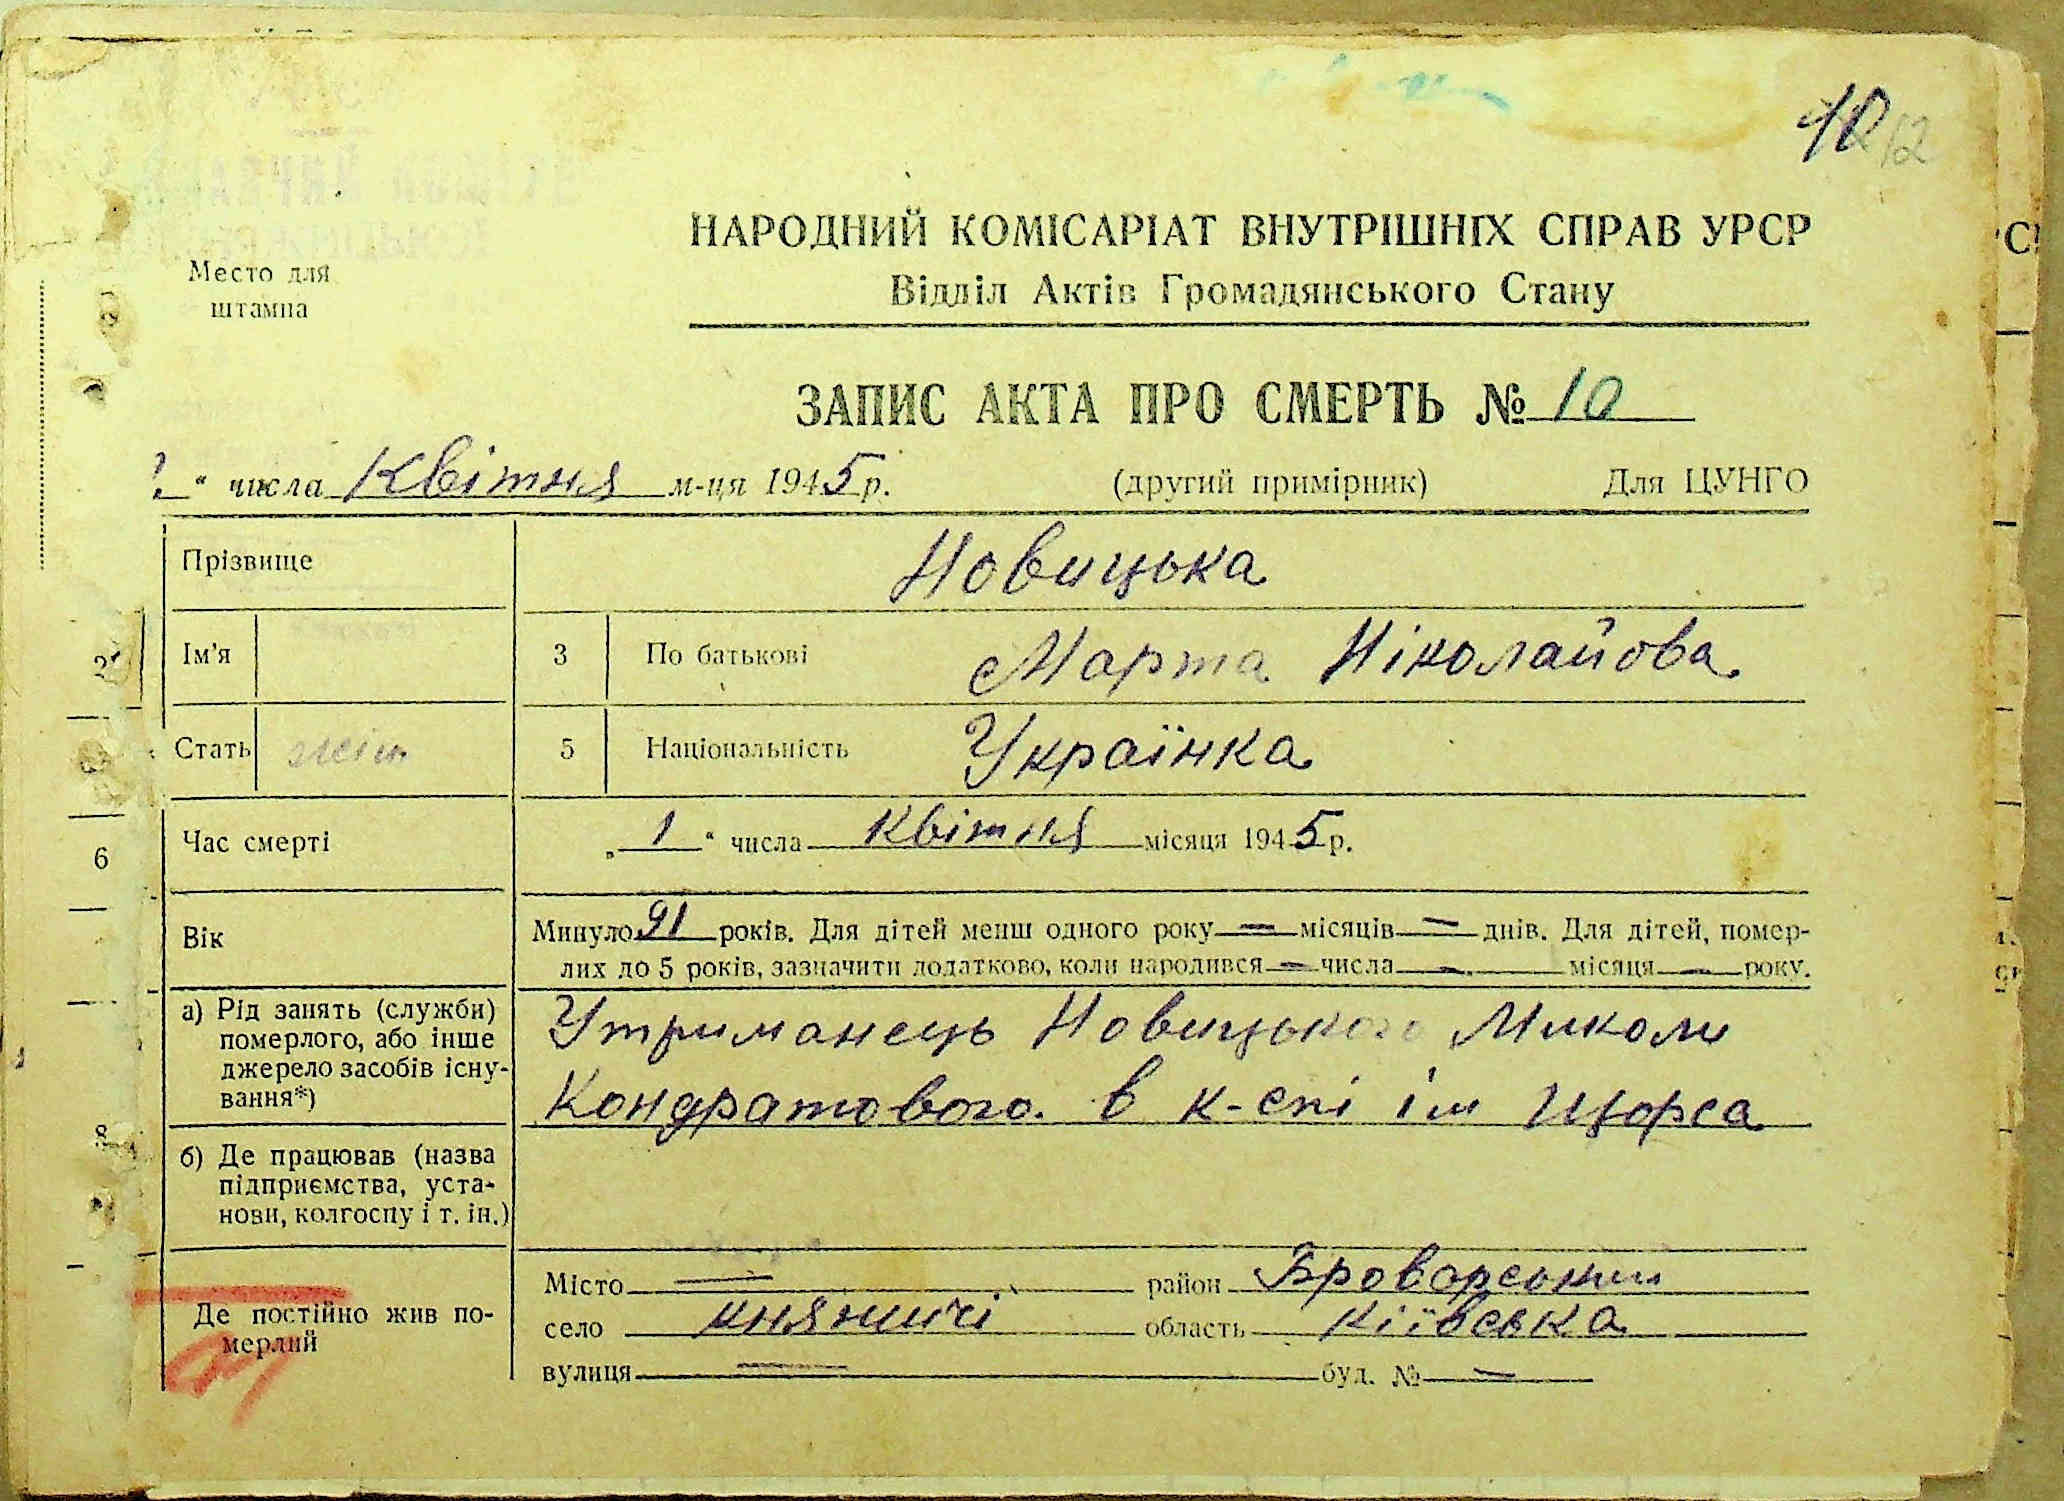 12
НАРОДНИЙ КОМІСАРІАТ ВНУТРІШНІХ СПРАВ УРСР
Место для
штампа
Відділ Актів Громадянського Стану
ЗАПИС АКТА ПРО СМЕРТЬ № 10
“ числа Квітня м-ця 1945 р. (другий примірник) Для ЦУНГО
Прізвище Новицька
Ім'я 3 По батькові Марта Ніколайова
Стать жін. 5 Національність Українка
6 Час смерті „ 1 “ числа Квітня місяця 1945 р.
Вік Минуло 91 років. Для дітей менш одного року — місяців — днів. Для дітей, помер-
лих до 5 років, зазначити додатково, коли народився — числа — місяця — року.
8 а) Рід занять (служби)
померлого, або інше
джерело засобів існу-
вання*)
Утриманець Новицького Миколи
Кондратового. в к-спі ім Щорса
б) Де працював (назва
підприємства, уста-
нови, колгоспу і т. ін.)
Де постійно жив по-
мерлий
Місто — район Броварський
село Княжичі область Київська
вулиця — буд. № —